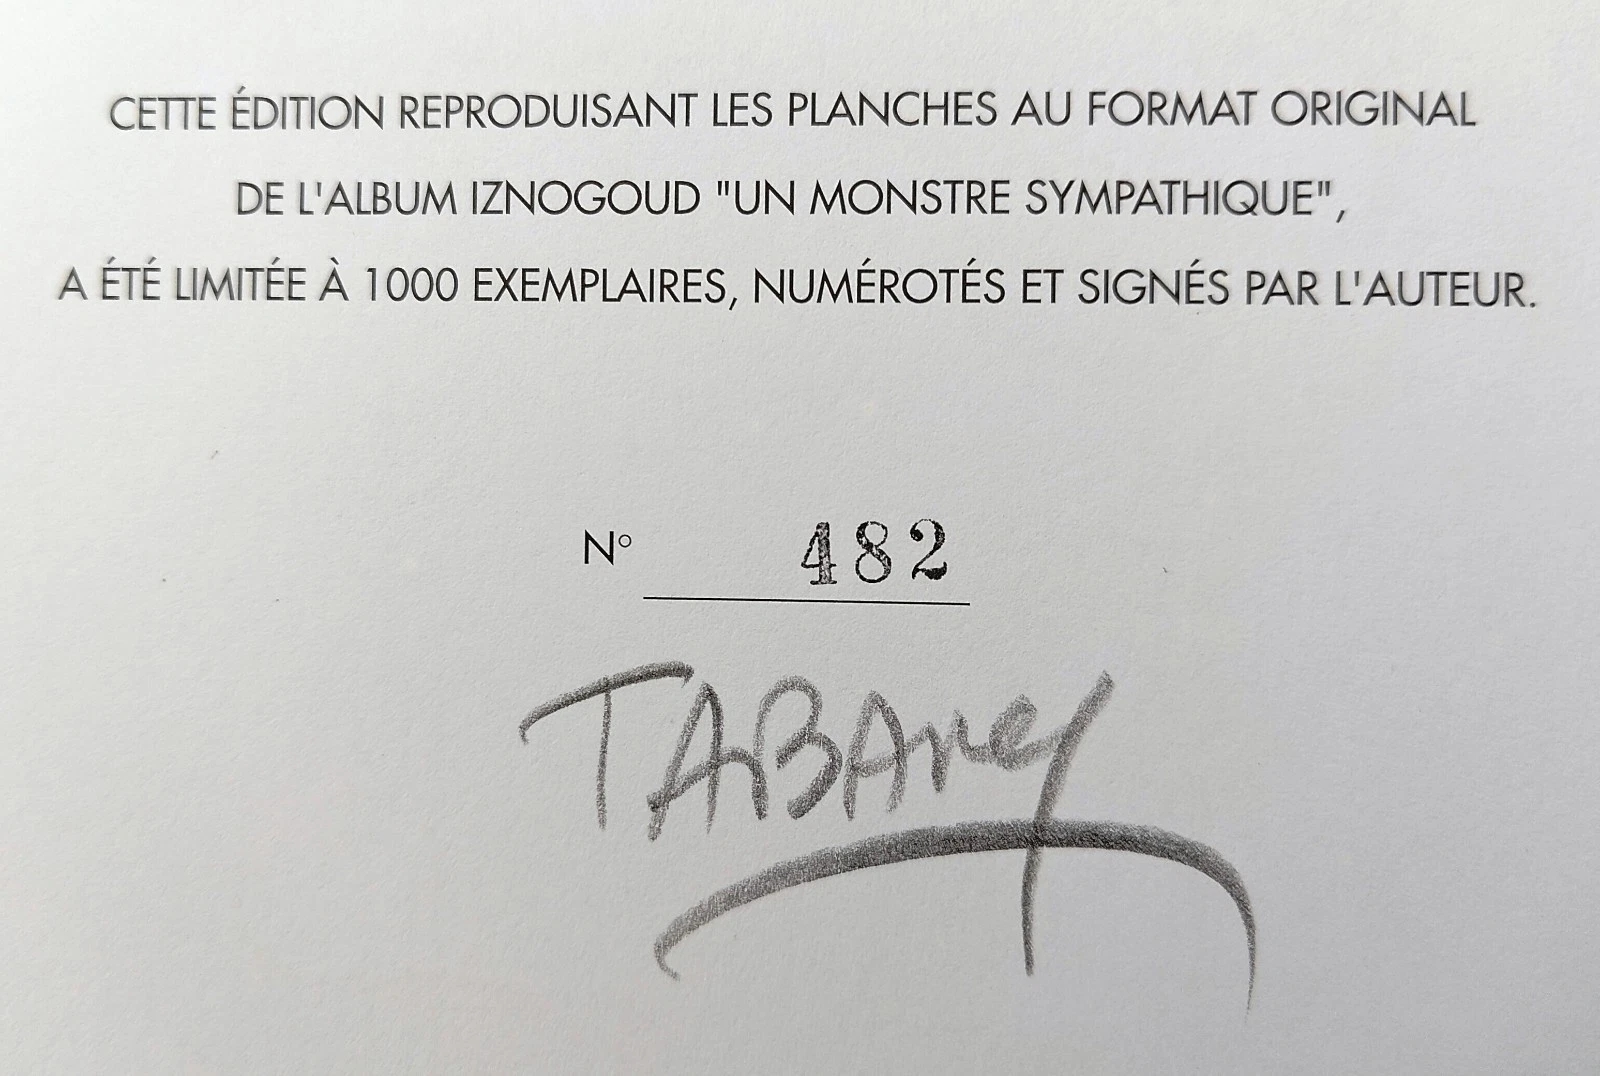 CETTE ÉDITION REPRODUISANT LES PLANCHES AU FORMAT ORIGINAL
DE L'ALBUM IZNOGOUD "UN MONSTRE SYMPATHIQUE",
A ÉTÉ LIMITÉE À 1000 EXEMPLAIRES, NUMÉROTÉS ET SIGNÉS PAR L'AUTEUR.
N° 482
TABAry